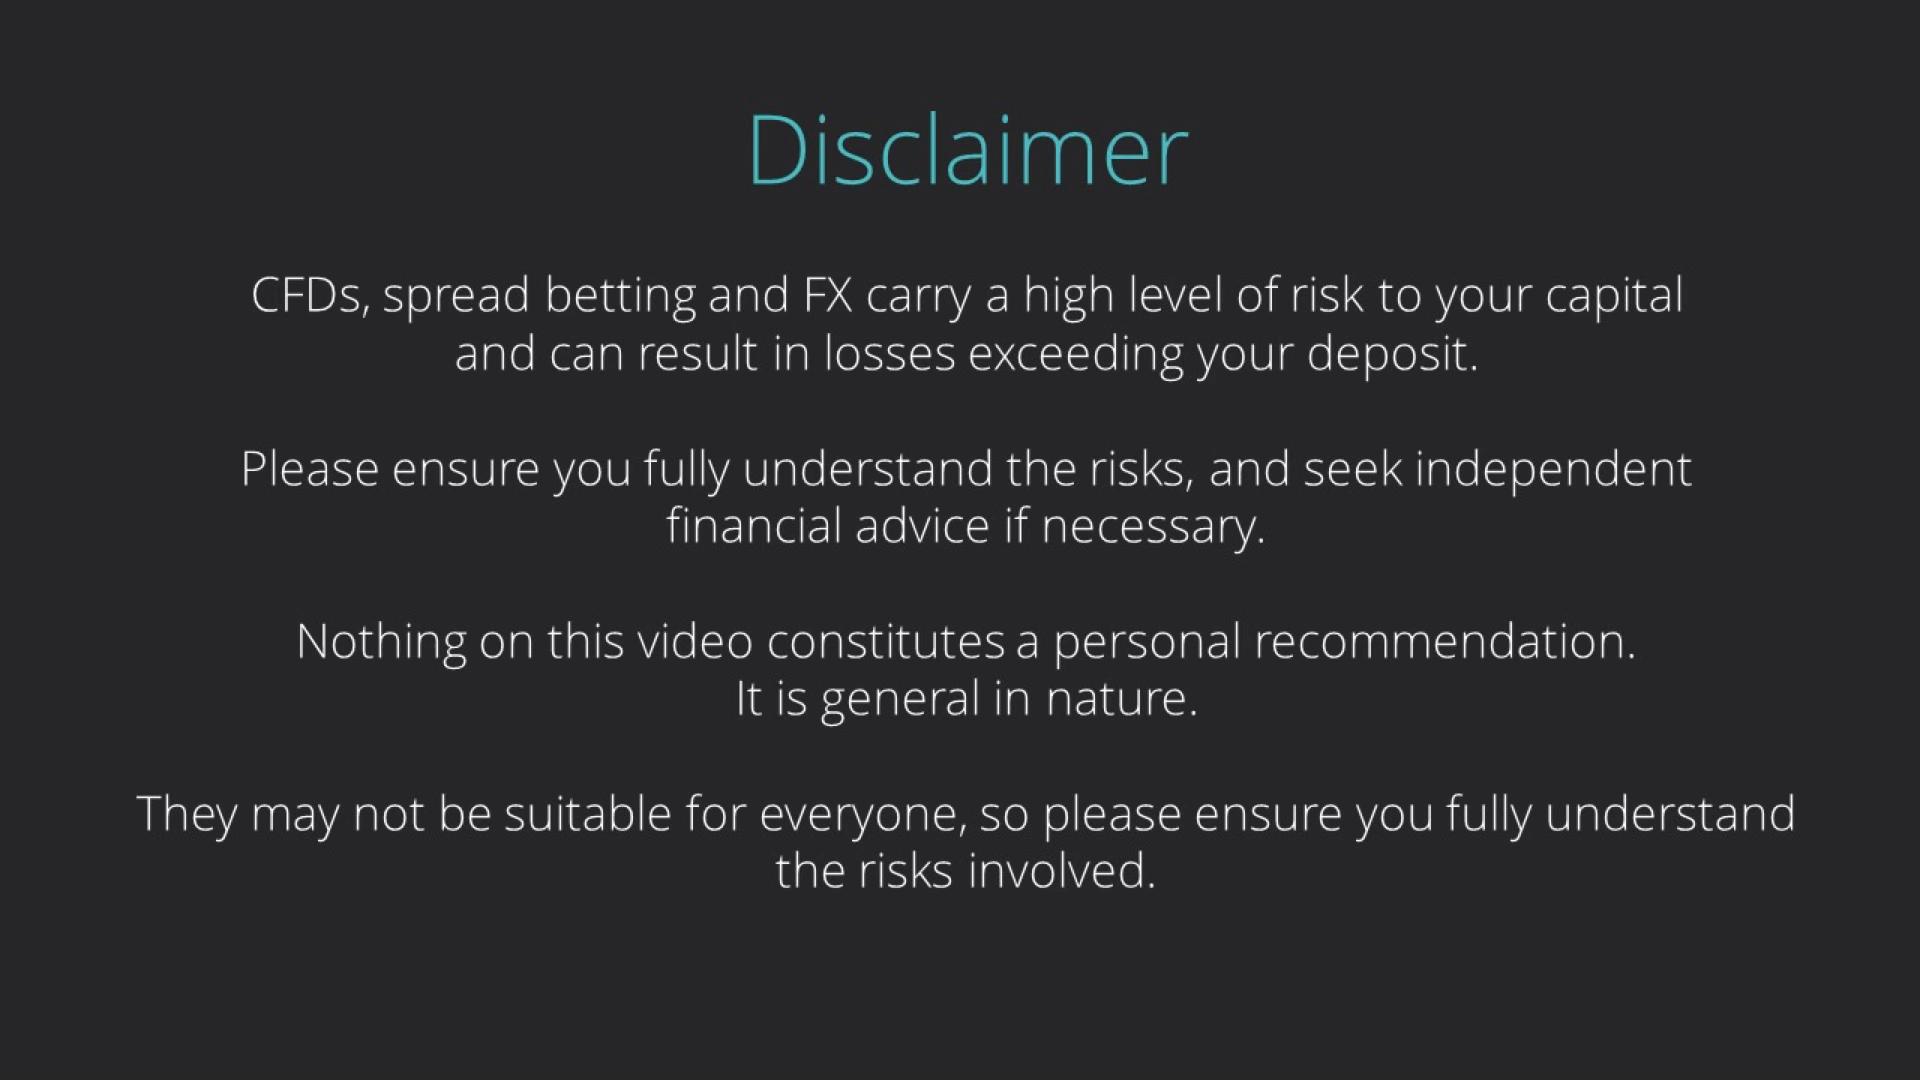 Disclaimer
CFDs, spread betting and FX carry a high level of risk to your capital
and can result in losses exceeding your deposit.
Please ensure you fully understand the risks, and seek independent
financial advice if necessary.
Nothing on this video constitutes a personal recommendation.
It is general in nature.
They may not be suitable for everyone, so please ensure you fully understand
the risks involved.